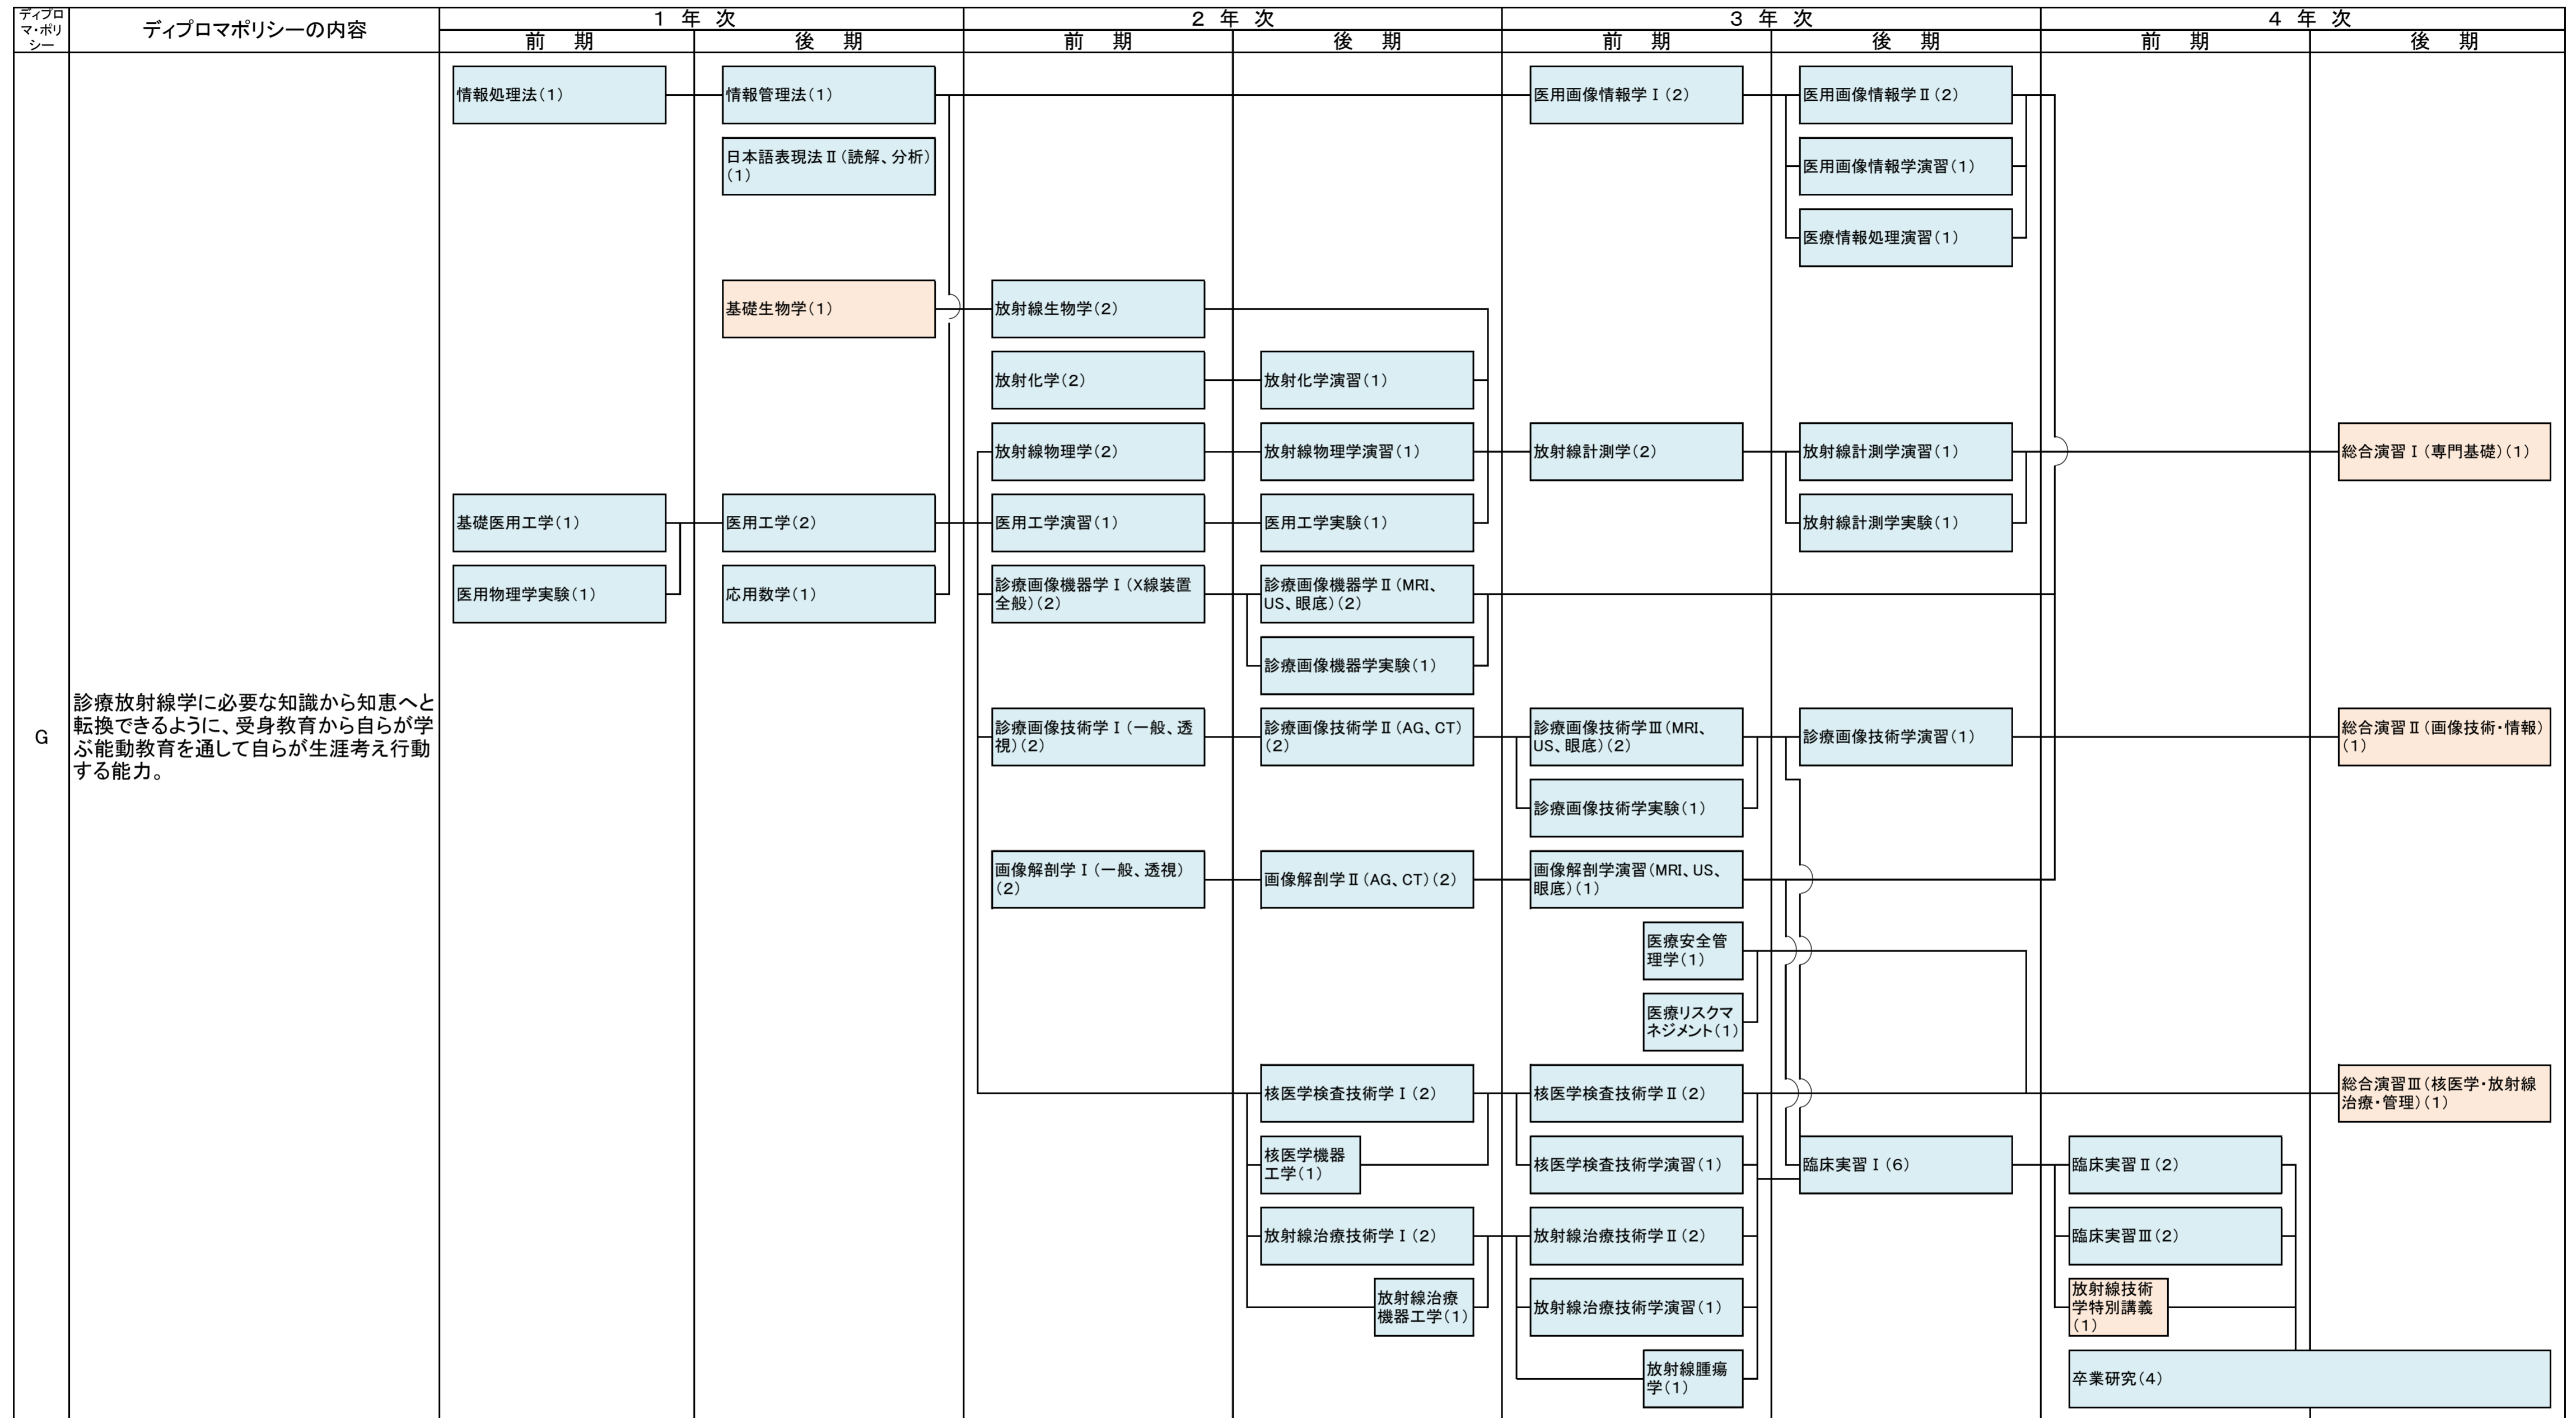 ディプロ
マ・ポリ
シー
ディプロマポリシーの内容
1 年 次
2 年 次
3 年 次
4 年 次
前 期
後 期
前 期
後 期
前 期
後 期
前 期
後 期
情報処理法(1)
情報管理法(1)
医用画像情報学Ⅰ(2)
医用画像情報学Ⅱ(2)
日本語表現法Ⅱ(読解、分析)
(1)
医用画像情報学演習(1)
医療情報処理演習(1)
基礎生物学(1)
放射線生物学(2)
放射化学(2)
放射化学演習(1)
放射線物理学(2)
放射線物理学演習(1)
放射線計測学(2)
放射線計測学演習(1)
総合演習Ⅰ(専門基礎)(1)
基礎医用工学(1)
医用工学(2)
医用工学演習(1)
医用工学実験(1)
放射線計測学実験(1)
医用物理学実験(1)
応用数学(1)
診療画像機器学Ⅰ(X線装置
全般)(2)
診療画像機器学Ⅱ(MRI、
US、眼底)(2)
診療画像機器学実験(1)
G
診療放射線学に必要な知識から知恵へと
転換できるように、受身教育から自らが学
ぶ能動教育を通して自らが生涯考え行動
する能力。
診療画像技術学Ⅰ(一般、透
視)(2)
診療画像技術学Ⅱ(AG、CT)
(2)
診療画像技術学Ⅲ(MRI、
US、眼底)(2)
診療画像技術学演習(1)
総合演習Ⅱ(画像技術・情報)
(1)
診療画像技術学実験(1)
画像解剖学Ⅰ(一般、透視)
(2)
画像解剖学Ⅱ(AG、CT)(2)
画像解剖学演習(MRI、US、
眼底)(1)
医療安全管
理学(1)
医療リスクマ
ネジメント(1)
核医学検査技術学Ⅰ(2)
核医学検査技術学Ⅱ(2)
総合演習Ⅲ(核医学・放射線
治療・管理)(1)
核医学機器
工学(1)
核医学検査技術学演習(1)
臨床実習Ⅰ(6)
臨床実習Ⅱ(2)
放射線治療技術学Ⅰ(2)
放射線治療技術学Ⅱ(2)
臨床実習Ⅲ(2)
放射線治療
機器工学(1)
放射線治療技術学演習(1)
放射線技術
学特別講義
(1)
放射線腫瘍
学(1)
卒業研究(4)